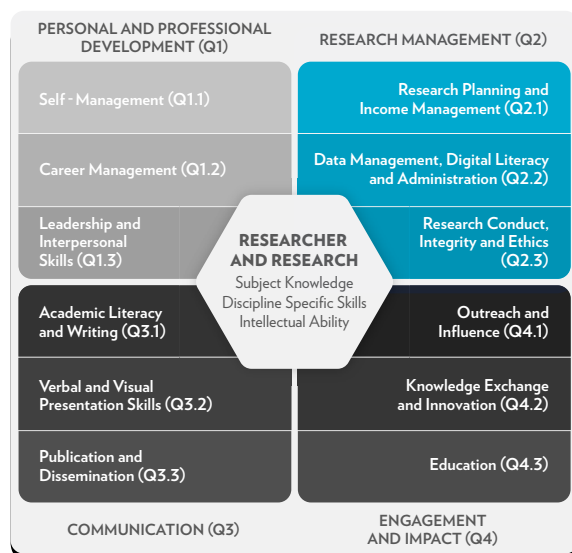 PERSONAL AND PROFESSIONAL
DEVELOPMENT (Q1)
RESEARCH MANAGEMENT (Q2)
Self - Management (Q1.1)
Career Management (Q1.2)
Leadership and
Interpersonal
Skills (Q1.3)
Research Planning and
Income Management (Q2.1)
Data Management, Digital Literacy
and Administration (Q2.2)
Research Conduct,
Integrity and Ethics
(Q2.3)
RESEARCHER
AND RESEARCH
Subject Knowledge
Discipline Specific Skills
Intellectual Ability
Academic Literacy
and Writing (Q3.1)
Verbal and Visual
Presentation Skills (Q3.2)
Publication and
Dissemination (Q3.3)
Outreach and
Influence (Q4.1)
Knowledge Exchange
and Innovation (Q4.2)
Education (Q4.3)
COMMUNICATION (Q3)
ENGAGEMENT
AND IMPACT (Q4)